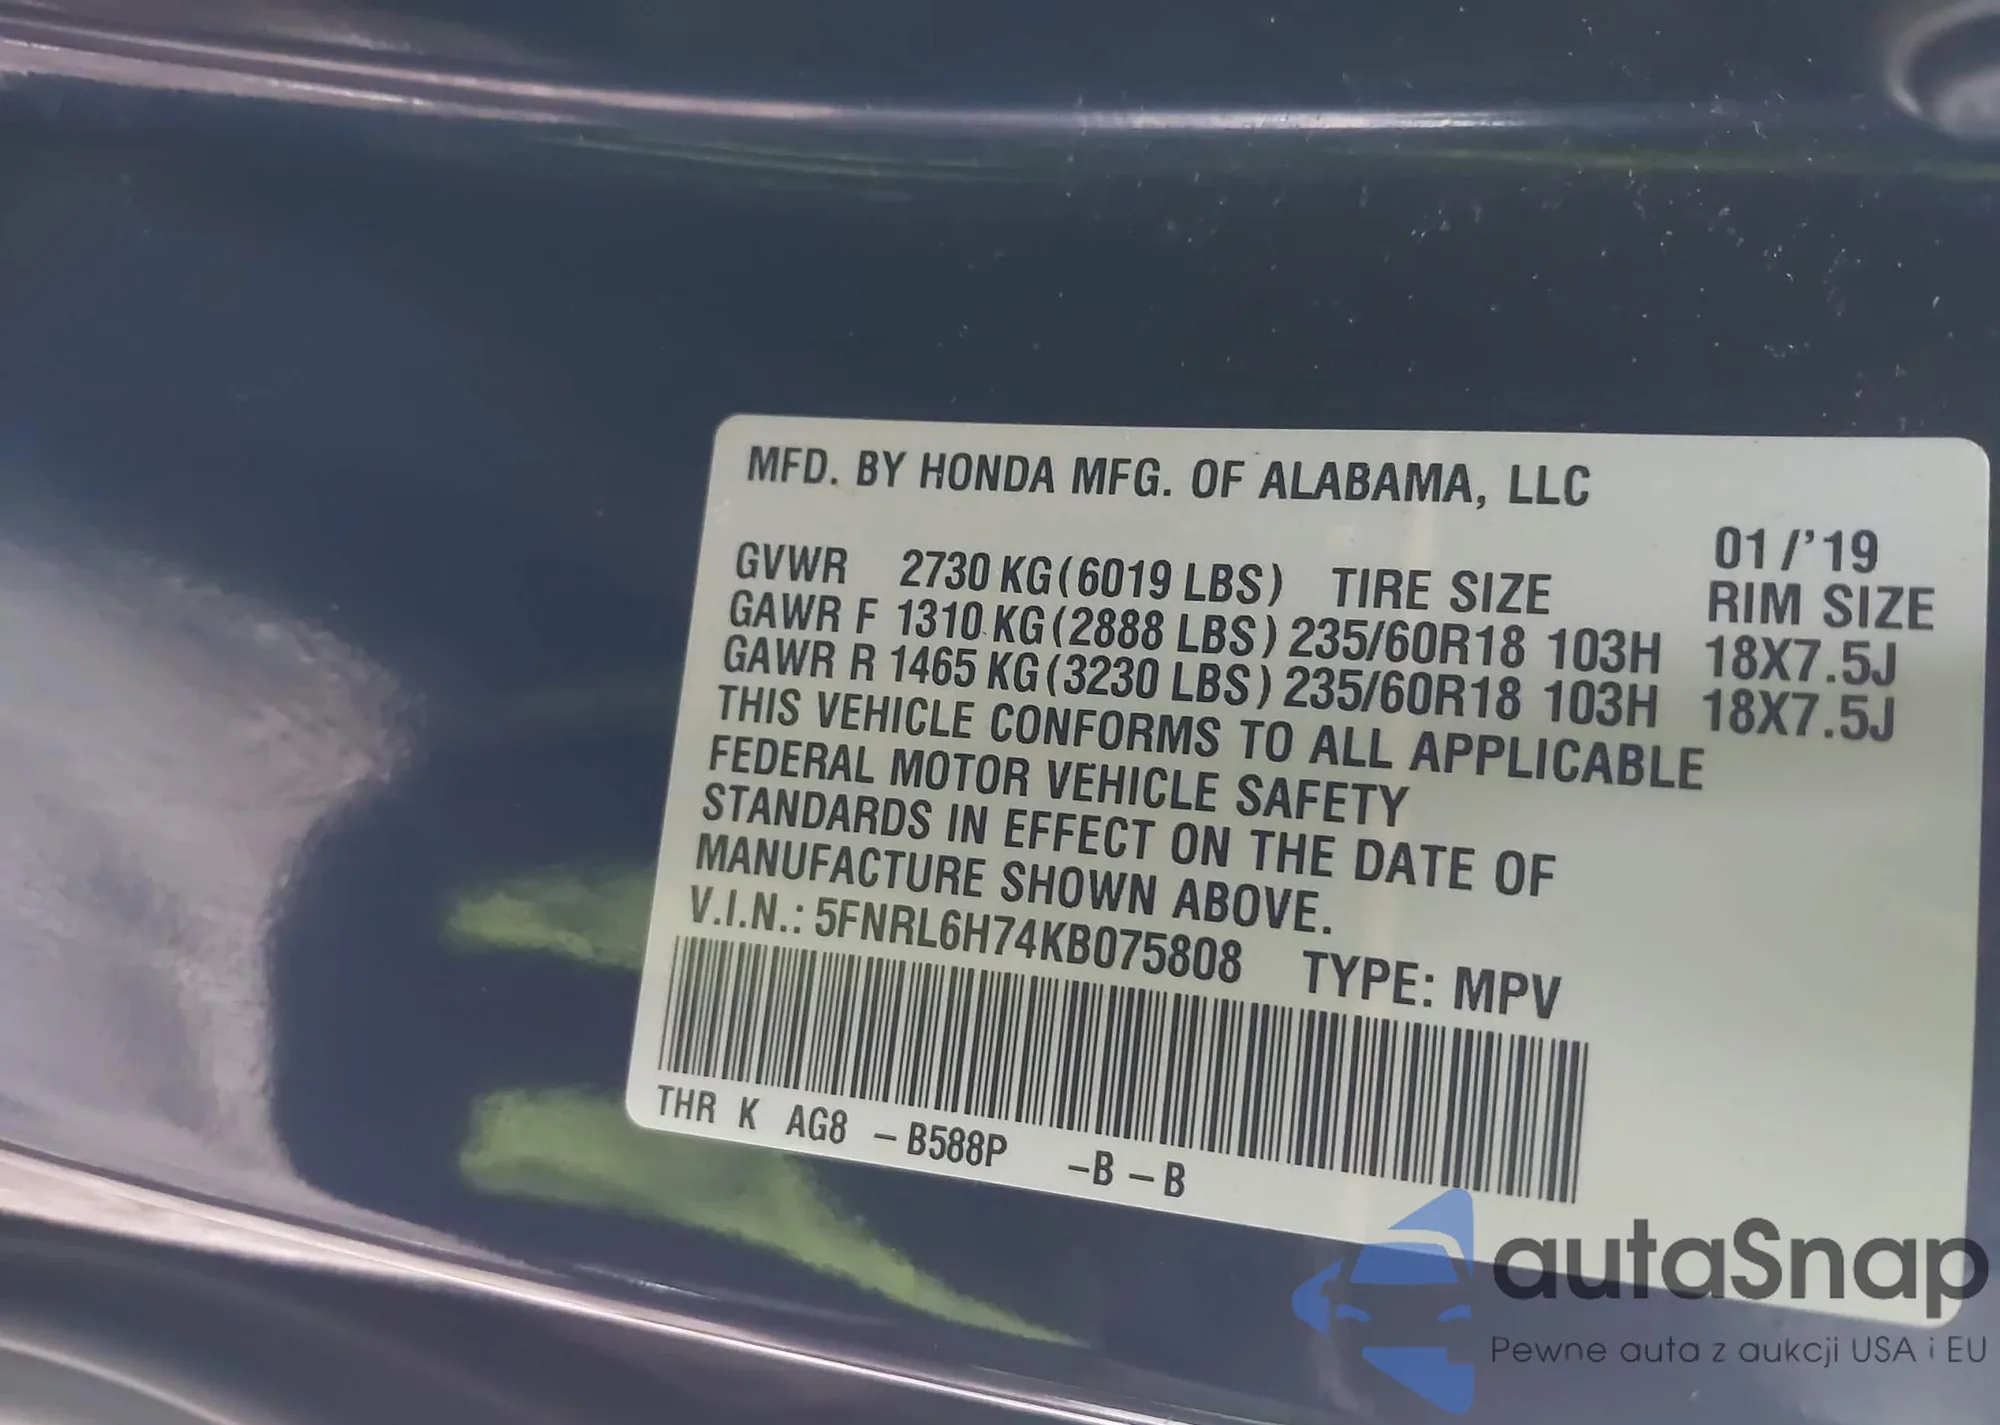 MFD. BY HONDA MFG. OF ALABAMA, LLC
01/'19
GVWR 2730 KG (6019 LBS) TIRE SIZE RIM SIZE
GAWR F 1310 KG (2888 LBS) 235/60R18 103H 18X7.5J
GAWR R 1465 KG (3230 LBS) 235/60R18 103H 18X7.5J
THIS VEHICLE CONFORMS TO ALL APPLICABLE
FEDERAL MOTOR VEHICLE SAFETY
STANDARDS IN EFFECT ON THE DATE OF
MANUFACTURE SHOWN ABOVE.
V.I.N.: 5FNRL6H74KB075808 TYPE: MPV
THR K AG8 –B588P –B –B
autaSnap
Pewne auta z aukcji USA i EU